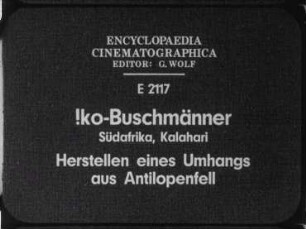 ENCYCLOPAEDIA
CINEMATOGRAPHICA
EDITOR: G. WOLF
E 2117
!ko-Buschmänner
Südafrika, Kalahari
Herstellen eines Umhangs
aus Antilopenfell